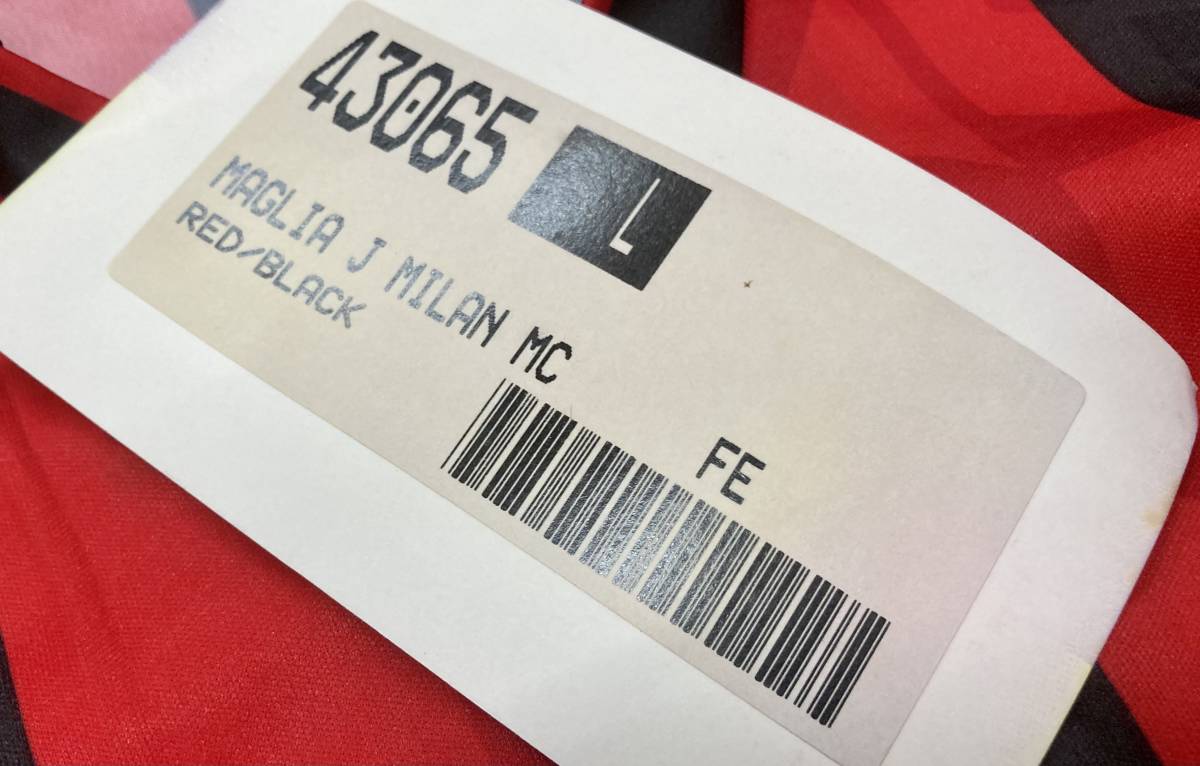 43065 L
MAGLIA J MILAN MC
RED/BLACK
FE